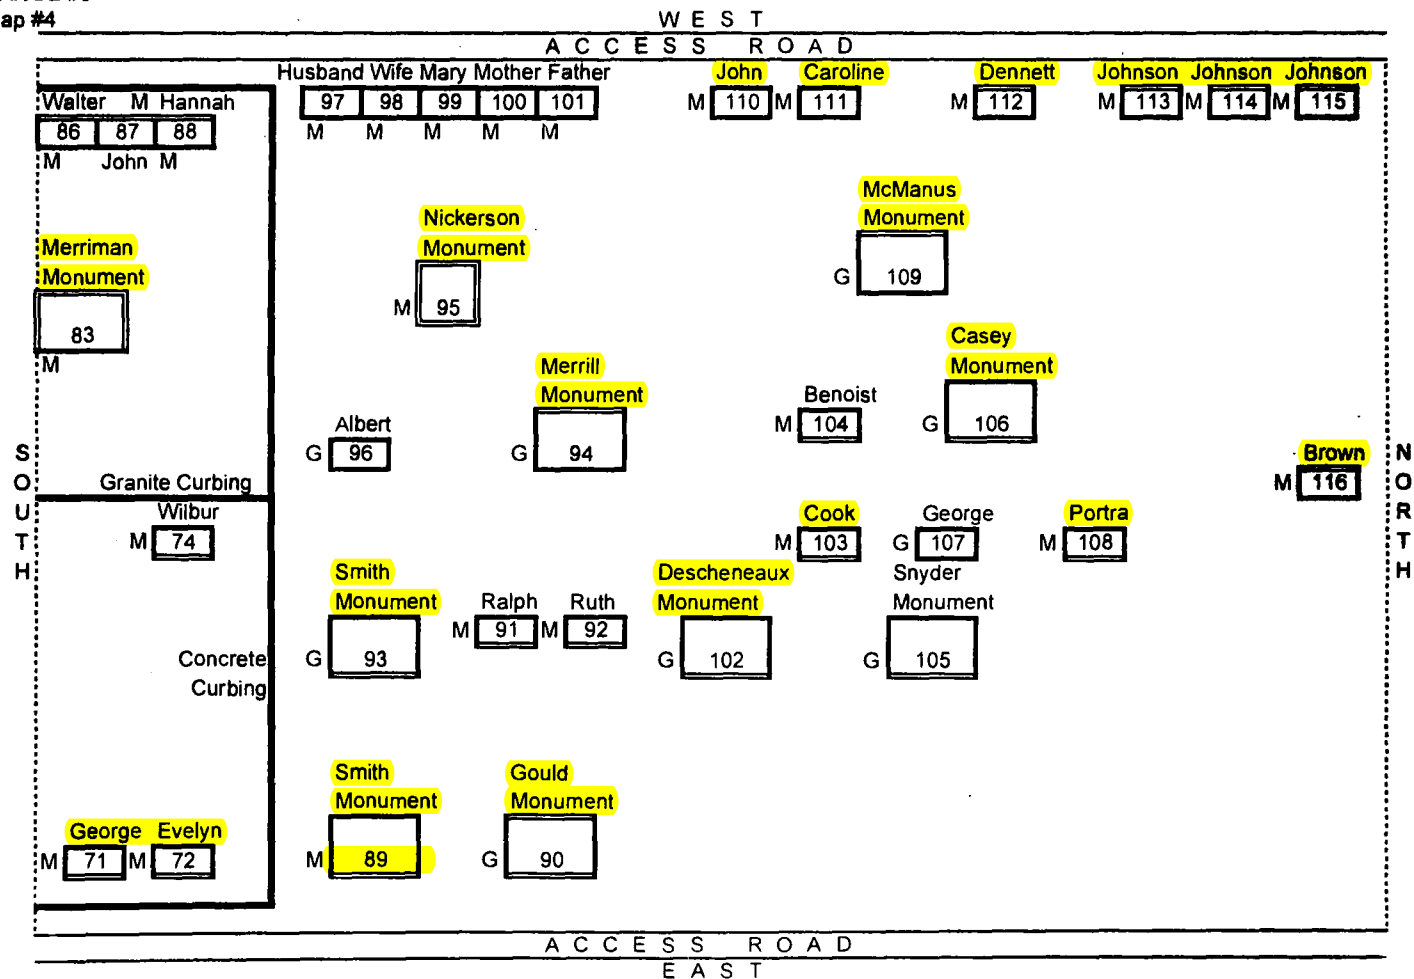 ap #4
WEST
ACCESS ROAD
Husband Wife Mary Mother Father
John Caroline Dennett Johnson Johnson Johnson
Walter M Hannah
97 98 99 100 101
M 110 M 111 M 112 M 113 M 114 M 115
86 87 88
M M M M M
M John M
McManus
Monument
Nickerson
Monument
Merriman
Monument
G 109
M 95
83
M
Casey
Monument
Merrill
Monument
Benoist
M 104
G 106
Albert
G 96
G 94
SOUTH
NORTH
Brown
M 116
Granite Curbing
Wilbur
M 74
Cook George Portra
M 103 G 107 M 108
Smith
Monument
Descheneaux
Monument
Snyder
Monument
Ralph Ruth
M 91 M 92
Concrete
Curbing
G 93
G 102
G 105
Smith
Monument
Gould
Monument
George Evelyn
M 71 M 72
M 89
G 90
ACCESS ROAD
EAST